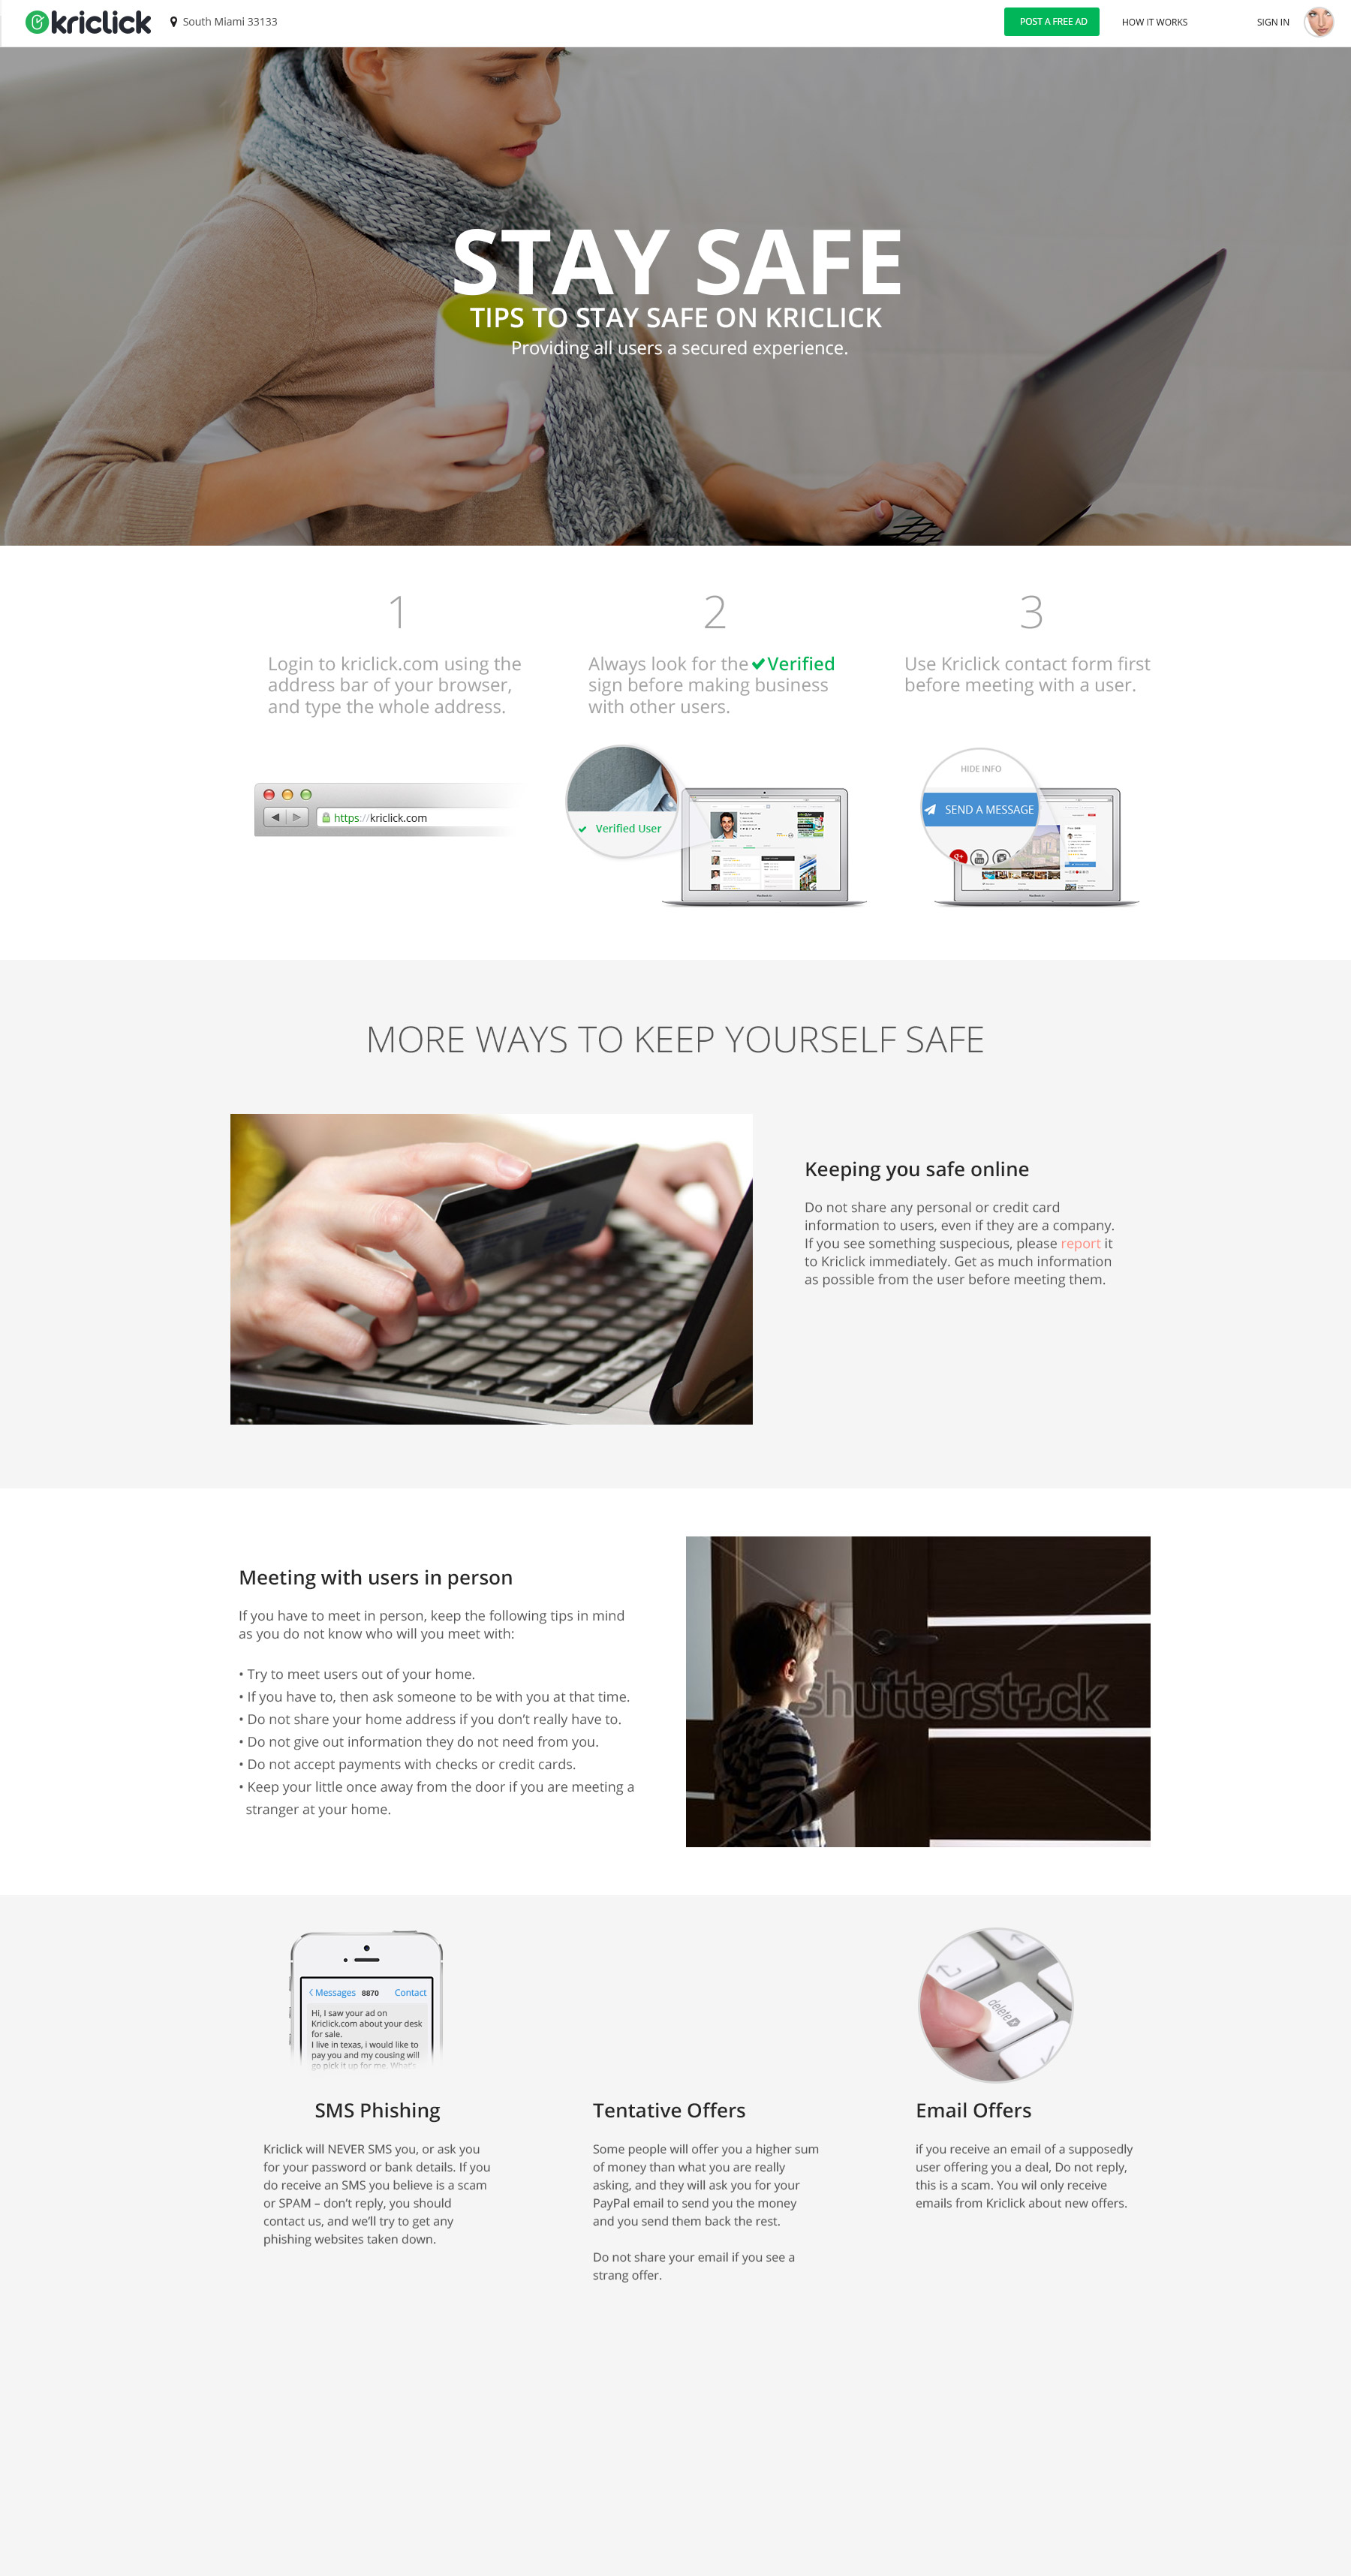 kriclick
South Miami 33133
POST A FREE AD
HOW IT WORKS
SIGN IN
STAY SAFE
TIPS TO STAY SAFE ON KRICLICK
Providing all users a secured experience.
1
Login to kriclick.com using the
address bar of your browser,
and type the whole address.
https://kriclick.com
2
Always look for the ✔Verified
sign before making business
with other users.
✔ Verified User
3
Use Kriclick contact form first
before meeting with a user.
HIDE INFO
SEND A MESSAGE
MORE WAYS TO KEEP YOURSELF SAFE
Keeping you safe online
Do not share any personal or credit card
information to users, even if they are a company.
If you see something suspecious, please report it
to Kriclick immediately. Get as much information
as possible from the user before meeting them.
Meeting with users in person
If you have to meet in person, keep the following tips in mind
as you do not know who will you meet with:
• Try to meet users out of your home.
• If you have to, then ask someone to be with you at that time.
• Do not share your home address if you don’t really have to.
• Do not give out information they do not need from you.
• Do not accept payments with checks or credit cards.
• Keep your little once away from the door if you are meeting a
stranger at your home.
shutterstock
Messages 8870 Contact
Hi, I saw your ad on
Kriclick.com about your desk
for sale.
I live in texas, i would like to
pay you and my cousing will
go pick it up for me. What's
SMS Phishing
Kriclick will NEVER SMS you, or ask you
for your password or bank details. If you
do receive an SMS you believe is a scam
or SPAM – don’t reply, you should
contact us, and we’ll try to get any
phishing websites taken down.
Tentative Offers
Some people will offer you a higher sum
of money than what you are really
asking, and they will ask you for your
PayPal email to send you the money
and you send them back the rest.
Do not share your email if you see a
strang offer.
delele
Email Offers
if you receive an email of a supposedly
user offering you a deal, Do not reply,
this is a scam. You wil only receive
emails from Kriclick about new offers.